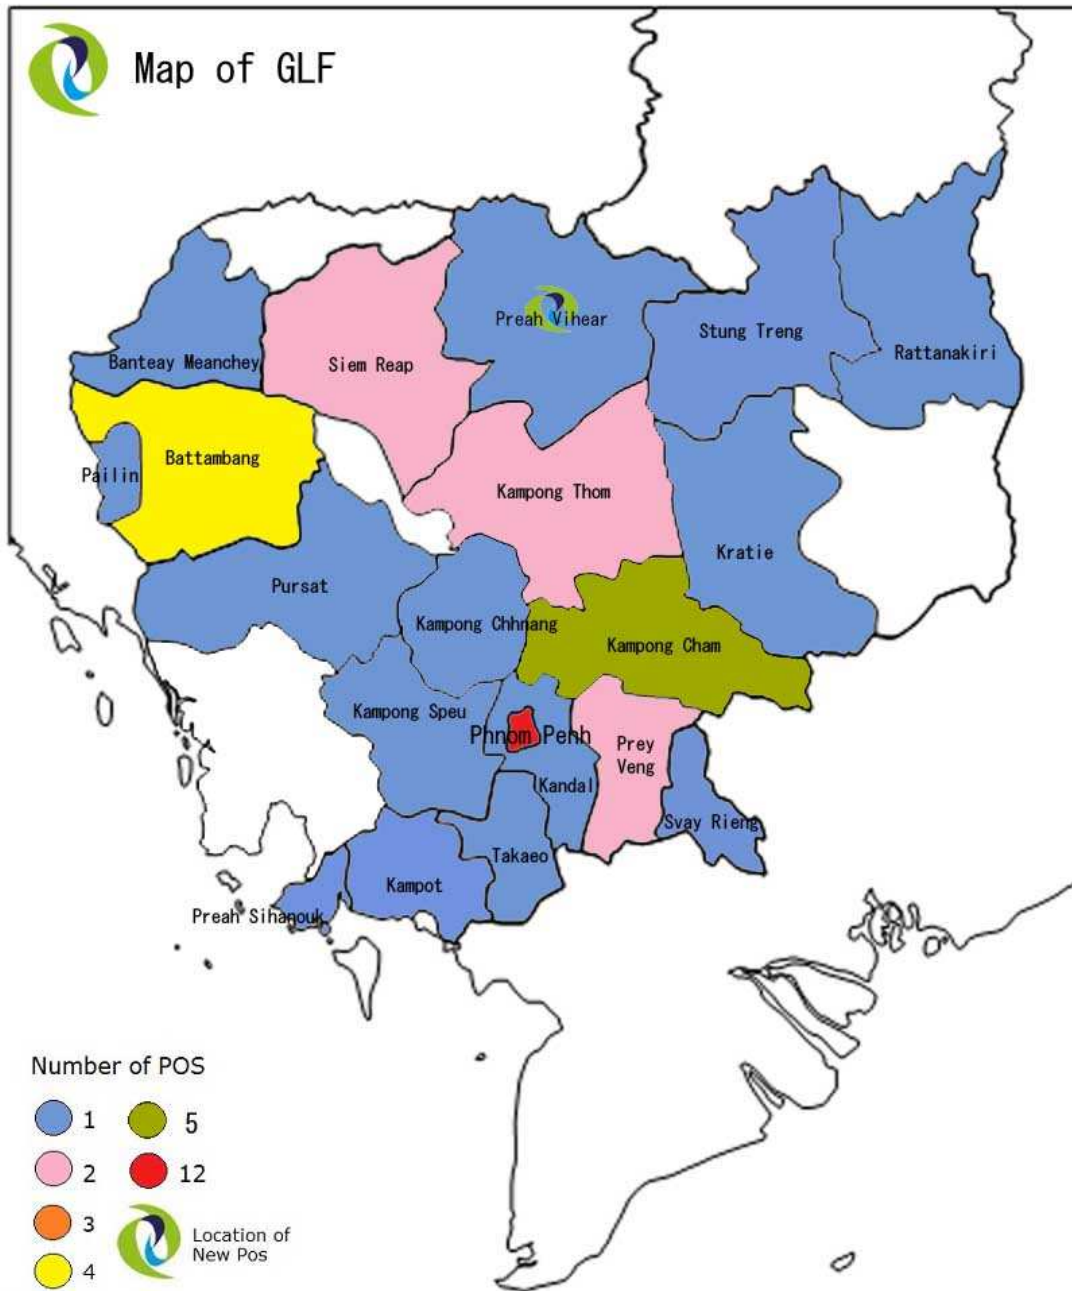 Map of GLF
Preah Vihear
Stung Treng
Rattanakiri
Banteay Meanchey
Siem Reap
Battambang
Pailin
Kampong Thom
Kratie
Pursat
Kampong Chhnang
Kampong Cham
Kampong Speu
Phnom Penh
Prey
Veng
Kandal
Svay Rieng
Takaeo
Kampot
Preah Sihanouk
Number of POS
1
5
2
12
3
4
Location of
New Pos